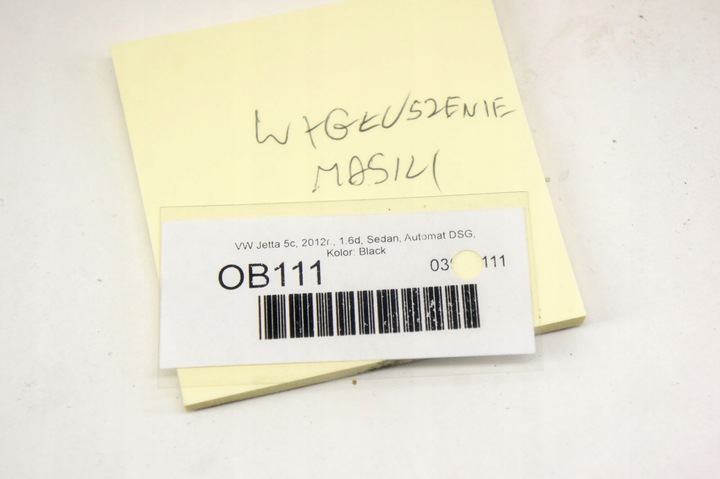 WYGŁUSZENIE
MASKI
VW Jetta 5c, 2012r., 1.6d, Sedan, Automat DSG,
Kolor: Black
OB111